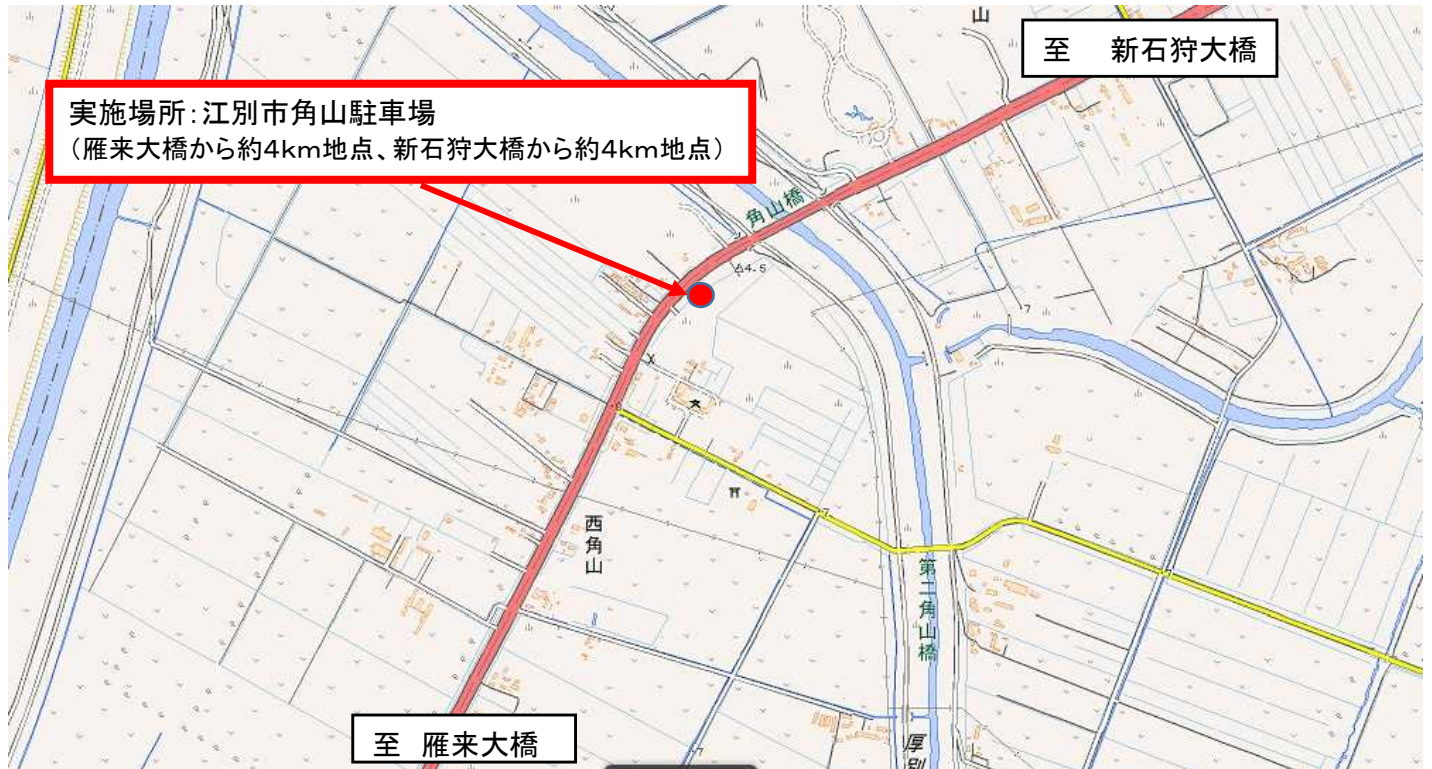 山
至 新石狩大橋
実施場所:江別市角山駐車場
(雁来大橋から約4km地点、新石狩大橋から約4km地点)
角山橋
△4.5
西角山
第二角山橋
至 雁来大橋
厚別